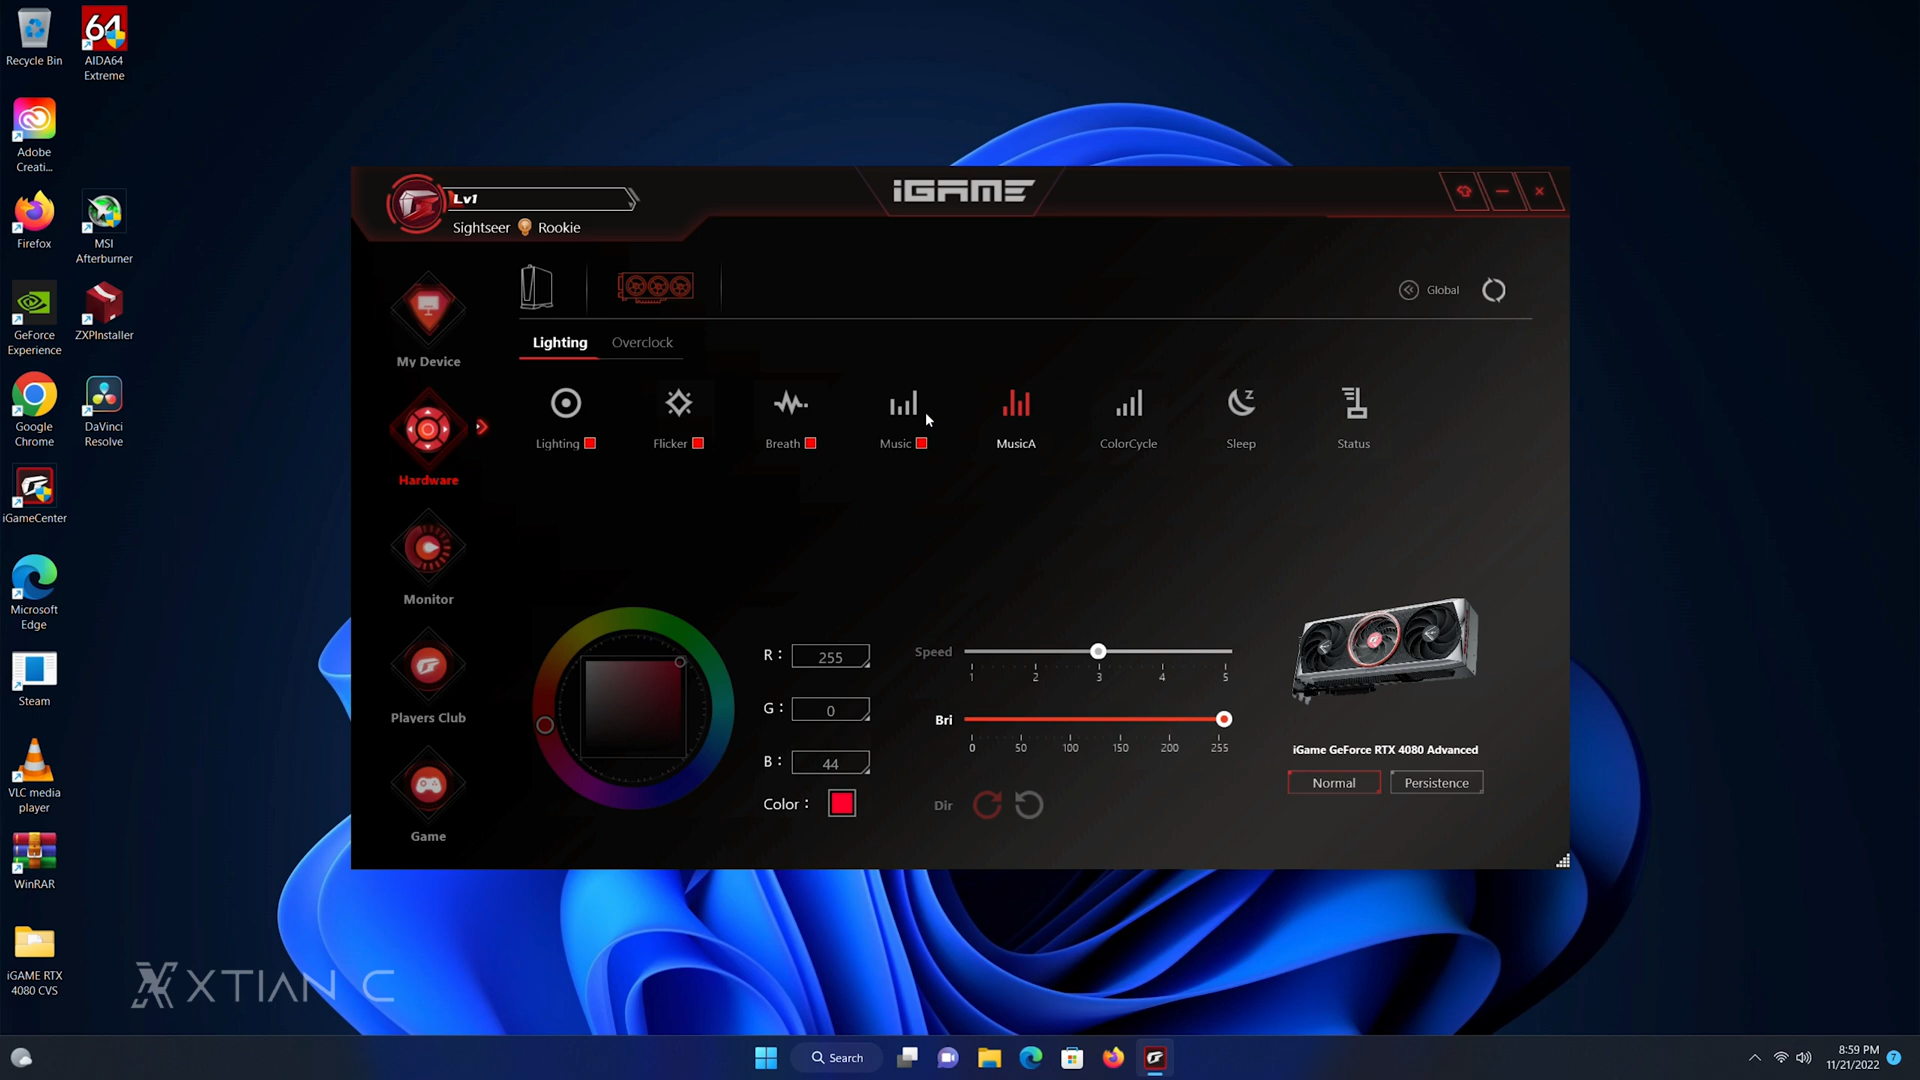 Recycle Bin
64
AIDA64
Extreme
Adobe
Creati...
Firefox
MSI
Afterburner
GeForce
Experience
ZXPInstaller
Google
Chrome
DaVinci
Resolve
iGameCenter
Microsoft
Edge
Steam
VLC media
player
WinRAR
iGAME RTX
4080 CVS
Lv1
Sightseer Rookie
iGAME
Global
My Device
Hardware
Monitor
Players Club
Game
Lighting Overclock
Lighting Flicker Breath Music MusicA ColorCycle Sleep Status
R : 255
G : 0
B : 44
Color :
Speed
1 2 3 4 5
Bri
0 50 100 150 200 255
Dir
iGame GeForce RTX 4080 Advanced
Normal Persistence
XTIAN C
Search
8:59 PM
11/21/2022
7